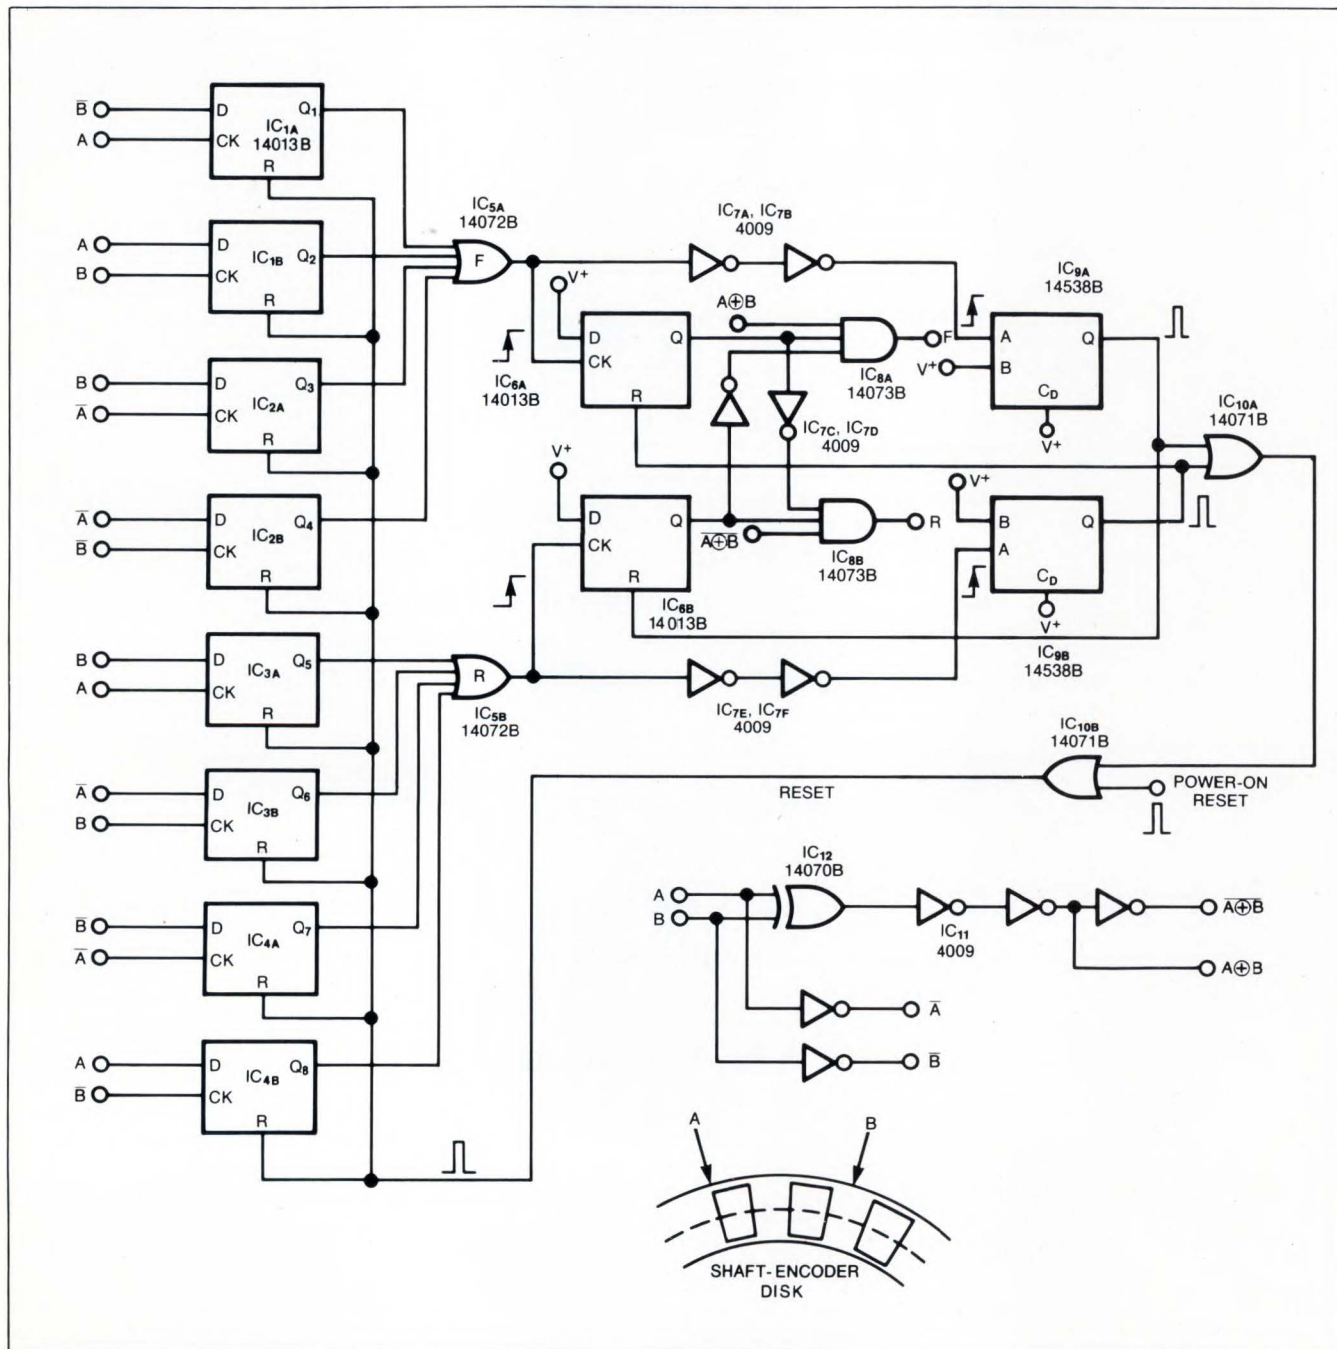 B̅
A
D
CK
R
Q1
IC1A
14013B
A
B
D
CK
R
Q2
IC1B
B
A̅
D
CK
R
Q3
IC2A
A̅
B̅
D
CK
R
Q4
IC2B
B
A
D
CK
R
Q5
IC3A
A̅
B
D
CK
R
Q6
IC3B
B̅
A̅
D
CK
R
Q7
IC4A
A
B̅
D
CK
R
Q8
IC4B
IC5A
14072B
F
R
IC5B
14072B
V+
D
CK
Q
R
IC6A
14013B
V+
D
CK
Q
R
IC6B
14013B
IC7A, IC7B
4009
A⊕B
F
IC8A
14073B
IC7C, IC7D
4009
A̅⊕̅B̅
R
IC8B
14073B
IC7E, IC7F
4009
IC9A
14538B
A
B
Q
CD
V+
V+
V+
B
A
Q
CD
V+
IC9B
14538B
IC10A
14071B
IC10B
14071B
POWER-ON
RESET
RESET
IC12
14070B
A
B
IC11
4009
A̅⊕̅B̅
A⊕B
A̅
B̅
A
B
SHAFT-ENCODER
DISK